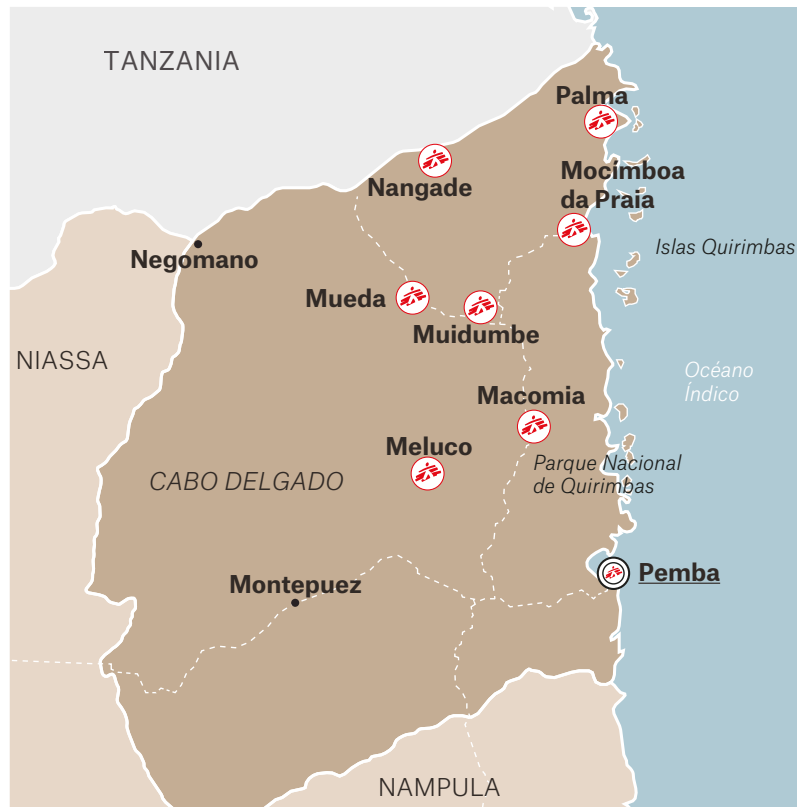 TANZANIA
Palma
Nangade
Mocímboa
da Praia
Negomano
Islas Quirimbas
Mueda
Muidumbe
NIASSA
Océano
Índico
Macomia
Meluco
Parque Nacional
de Quirimbas
CABO DELGADO
Pemba
Montepuez
NAMPULA